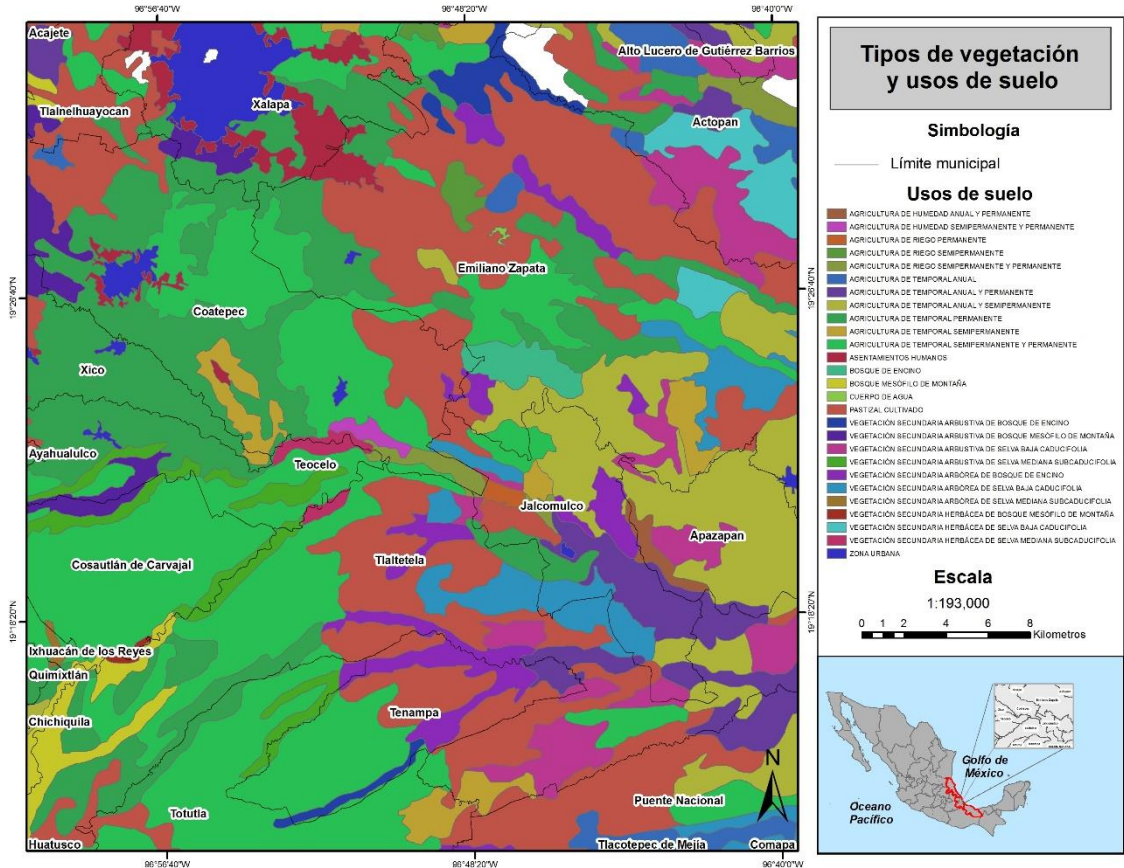 96°56'40"W
96°48'20"W
96°40'0"W
Acajete
Alto Lucero de Gutiérrez Barrios
Tlalnelhuayocan
Xalapa
Actopan
19°26'40"N
Emiliano Zapata
19°26'40"N
Coatepec
Xico
Ayahualulco
Teocelo
Jalcomulco
Apazapan
Tlaltetela
Cosautlán de Carvajal
19°18'20"N
19°18'20"N
Ixhuacán de los Reyes
Quimixtlán
Chichiquila
Tenampa
N
Totutla
Puente Nacional
Huatusco
Tlacotepec de Mejía
Comapa
96°56'40"W
96°48'20"W
96°40'0"W
Tipos de vegetación
y usos de suelo
Simbología
Límite municipal
Usos de suelo
AGRICULTURA DE HUMEDAD ANUAL Y PERMANENTE
AGRICULTURA DE HUMEDAD SEMIPERMANENTE Y PERMANENTE
AGRICULTURA DE RIEGO PERMANENTE
AGRICULTURA DE RIEGO SEMIPERMANENTE
AGRICULTURA DE RIEGO SEMIPERMANENTE Y PERMANENTE
AGRICULTURA DE TEMPORAL ANUAL
AGRICULTURA DE TEMPORAL ANUAL Y PERMANENTE
AGRICULTURA DE TEMPORAL ANUAL Y SEMIPERMANENTE
AGRICULTURA DE TEMPORAL PERMANENTE
AGRICULTURA DE TEMPORAL SEMIPERMANENTE
AGRICULTURA DE TEMPORAL SEMIPERMANENTE Y PERMANENTE
ASENTAMIENTOS HUMANOS
BOSQUE DE ENCINO
BOSQUE MESÓFILO DE MONTAÑA
CUERPO DE AGUA
PASTIZAL CULTIVADO
VEGETACIÓN SECUNDARIA ARBUSTIVA DE BOSQUE DE ENCINO
VEGETACIÓN SECUNDARIA ARBUSTIVA DE BOSQUE MESÓFILO DE MONTAÑA
VEGETACIÓN SECUNDARIA ARBUSTIVA DE SELVA BAJA CADUCIFOLIA
VEGETACIÓN SECUNDARIA ARBUSTIVA DE SELVA MEDIANA SUBCADUCIFOLIA
VEGETACIÓN SECUNDARIA ARBÓREA DE BOSQUE DE ENCINO
VEGETACIÓN SECUNDARIA ARBÓREA DE SELVA BAJA CADUCIFOLIA
VEGETACIÓN SECUNDARIA ARBÓREA DE SELVA MEDIANA SUBCADUCIFOLIA
VEGETACIÓN SECUNDARIA HERBÁCEA DE BOSQUE MESÓFILO DE MONTAÑA
VEGETACIÓN SECUNDARIA HERBÁCEA DE SELVA BAJA CADUCIFOLIA
VEGETACIÓN SECUNDARIA HERBÁCEA DE SELVA MEDIANA SUBCADUCIFOLIA
ZONA URBANA
Escala
1:193,000
0 1 2 4 6 8
Kilometros
Golfo de
México
Oceano
Pacífico